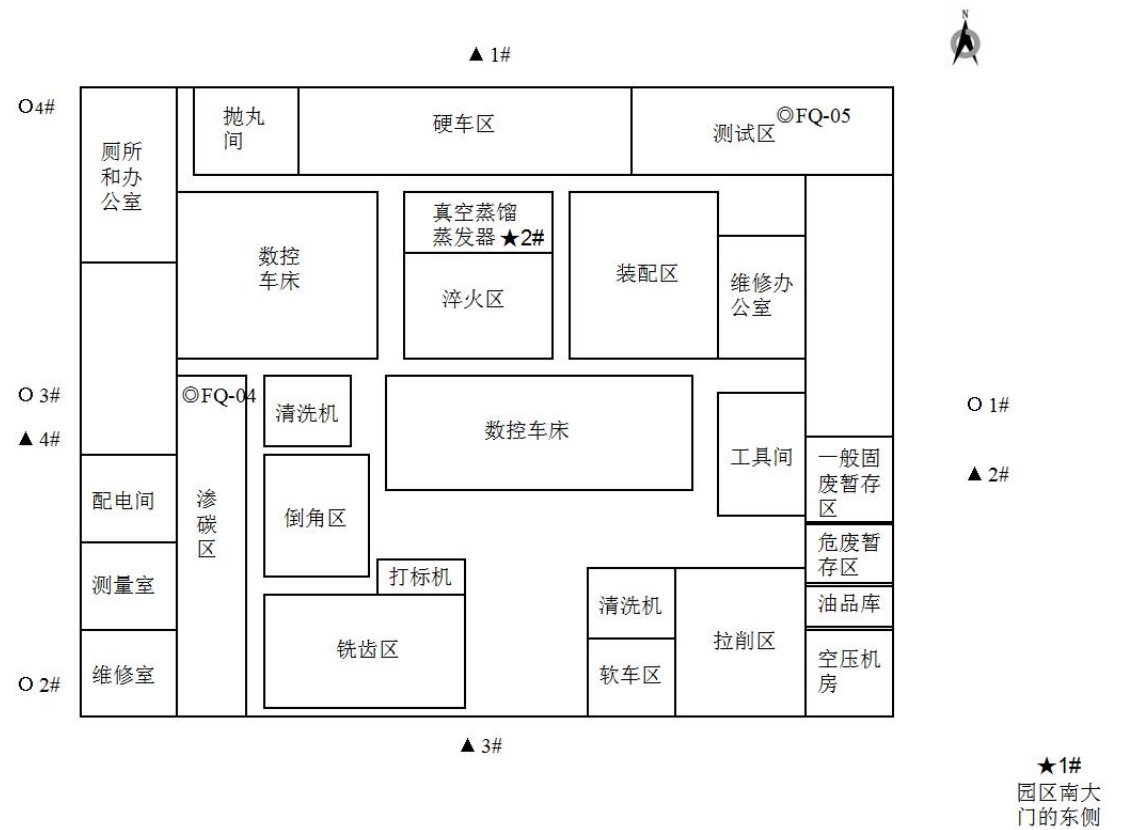 N
▲ 1#
O4#
抛丸
间
硬车区
测试区
◎FQ-05
厕所
和办
公室
真空蒸馏
蒸发器★2#
数控
车床
淬火区
装配区
维修办
公室
O 3#
◎FQ-04
清洗机
数控车床
O 1#
▲ 4#
工具间
一般固
废暂存
区
▲ 2#
配电间
渗
碳
区
倒角区
危废暂
存区
打标机
测量室
清洗机
油品库
铣齿区
拉削区
O 2#
维修室
软车区
空压机
房
▲ 3#
★1#
园区南大
门的东侧